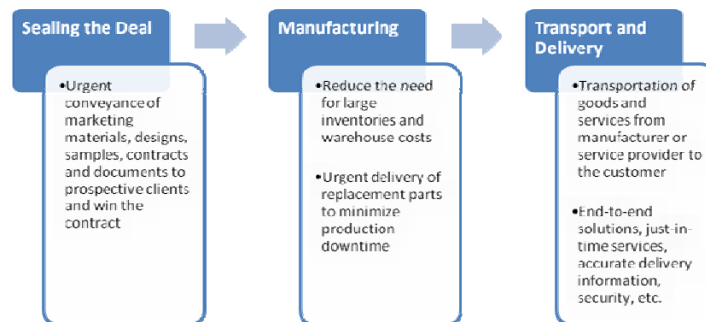 Sealing the Deal
•Urgent
conveyance of
marketing
materials, designs,
samples, contracts
and documents to
prospective clients
and win the
contract
Manufacturing
•Reduce the need
for large
inventories and
warehouse costs
•Urgent delivery of
replacement parts
to minimize
production
downtime
Transport and
Delivery
•Transportation of
goods and
services from
manufacturer or
service provider to
the customer
•End-to-end
solutions, just-in-
time services,
accurate delivery
information,
security, etc.